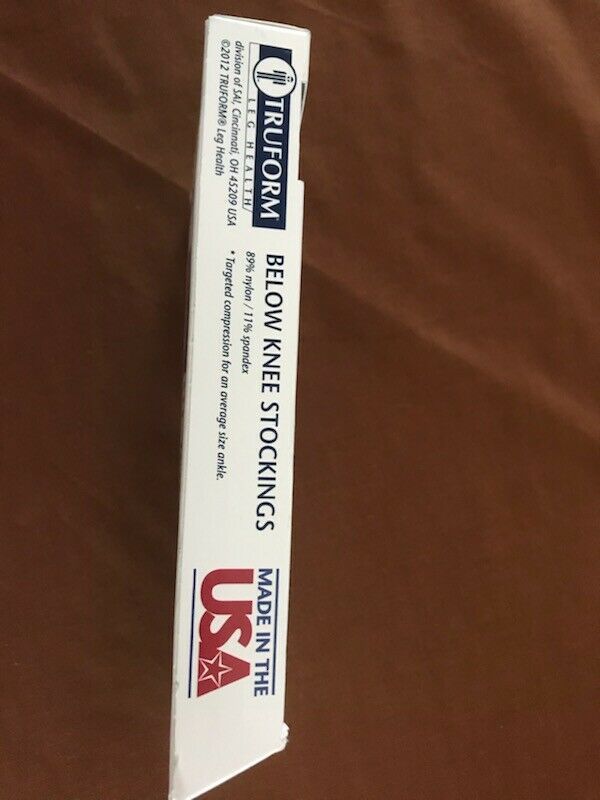 TRUFORM®
LEG HEALTH
division of SAI, Cincinnati, OH 45209 USA
©2012 TRUFORM® Leg Health
BELOW KNEE STOCKINGS
89% nylon / 11% spandex
* Targeted compression for an average size ankle.
MADE IN THE
USA